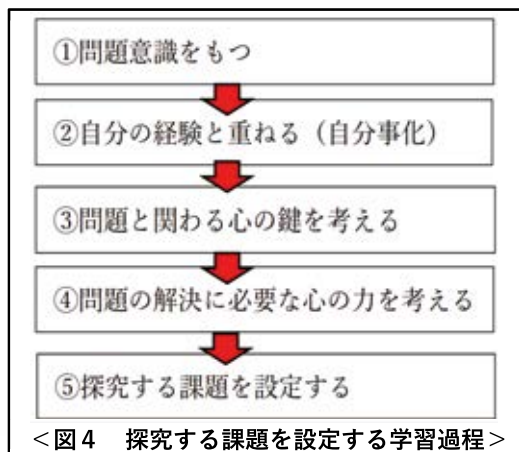 ①問題意識をもつ
②自分の経験と重ねる（自分事化）
③問題と関わる心の鍵を考える
④問題の解決に必要な心の力を考える
⑤探究する課題を設定する
＜図４　探究する課題を設定する学習過程＞